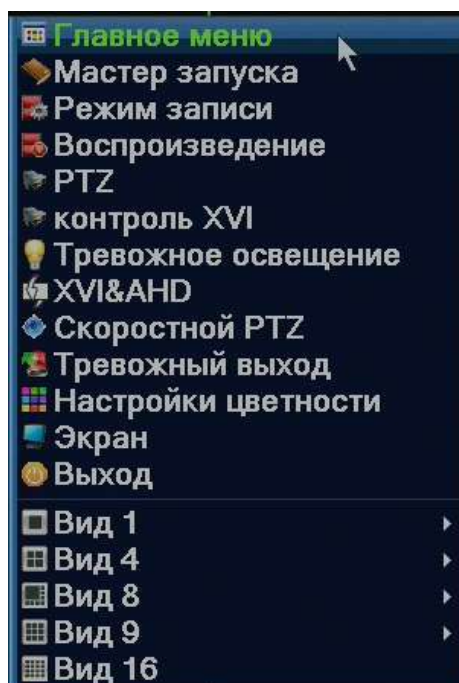 Главное меню
Мастер запуска
Режим записи
Воспроизведение
PTZ
контроль XVI
Тревожное освещение
XVI&AHD
Скоростной PTZ
Тревожный выход
Настройки цветности
Экран
Выход
Вид 1
Вид 4
Вид 8
Вид 9
Вид 16